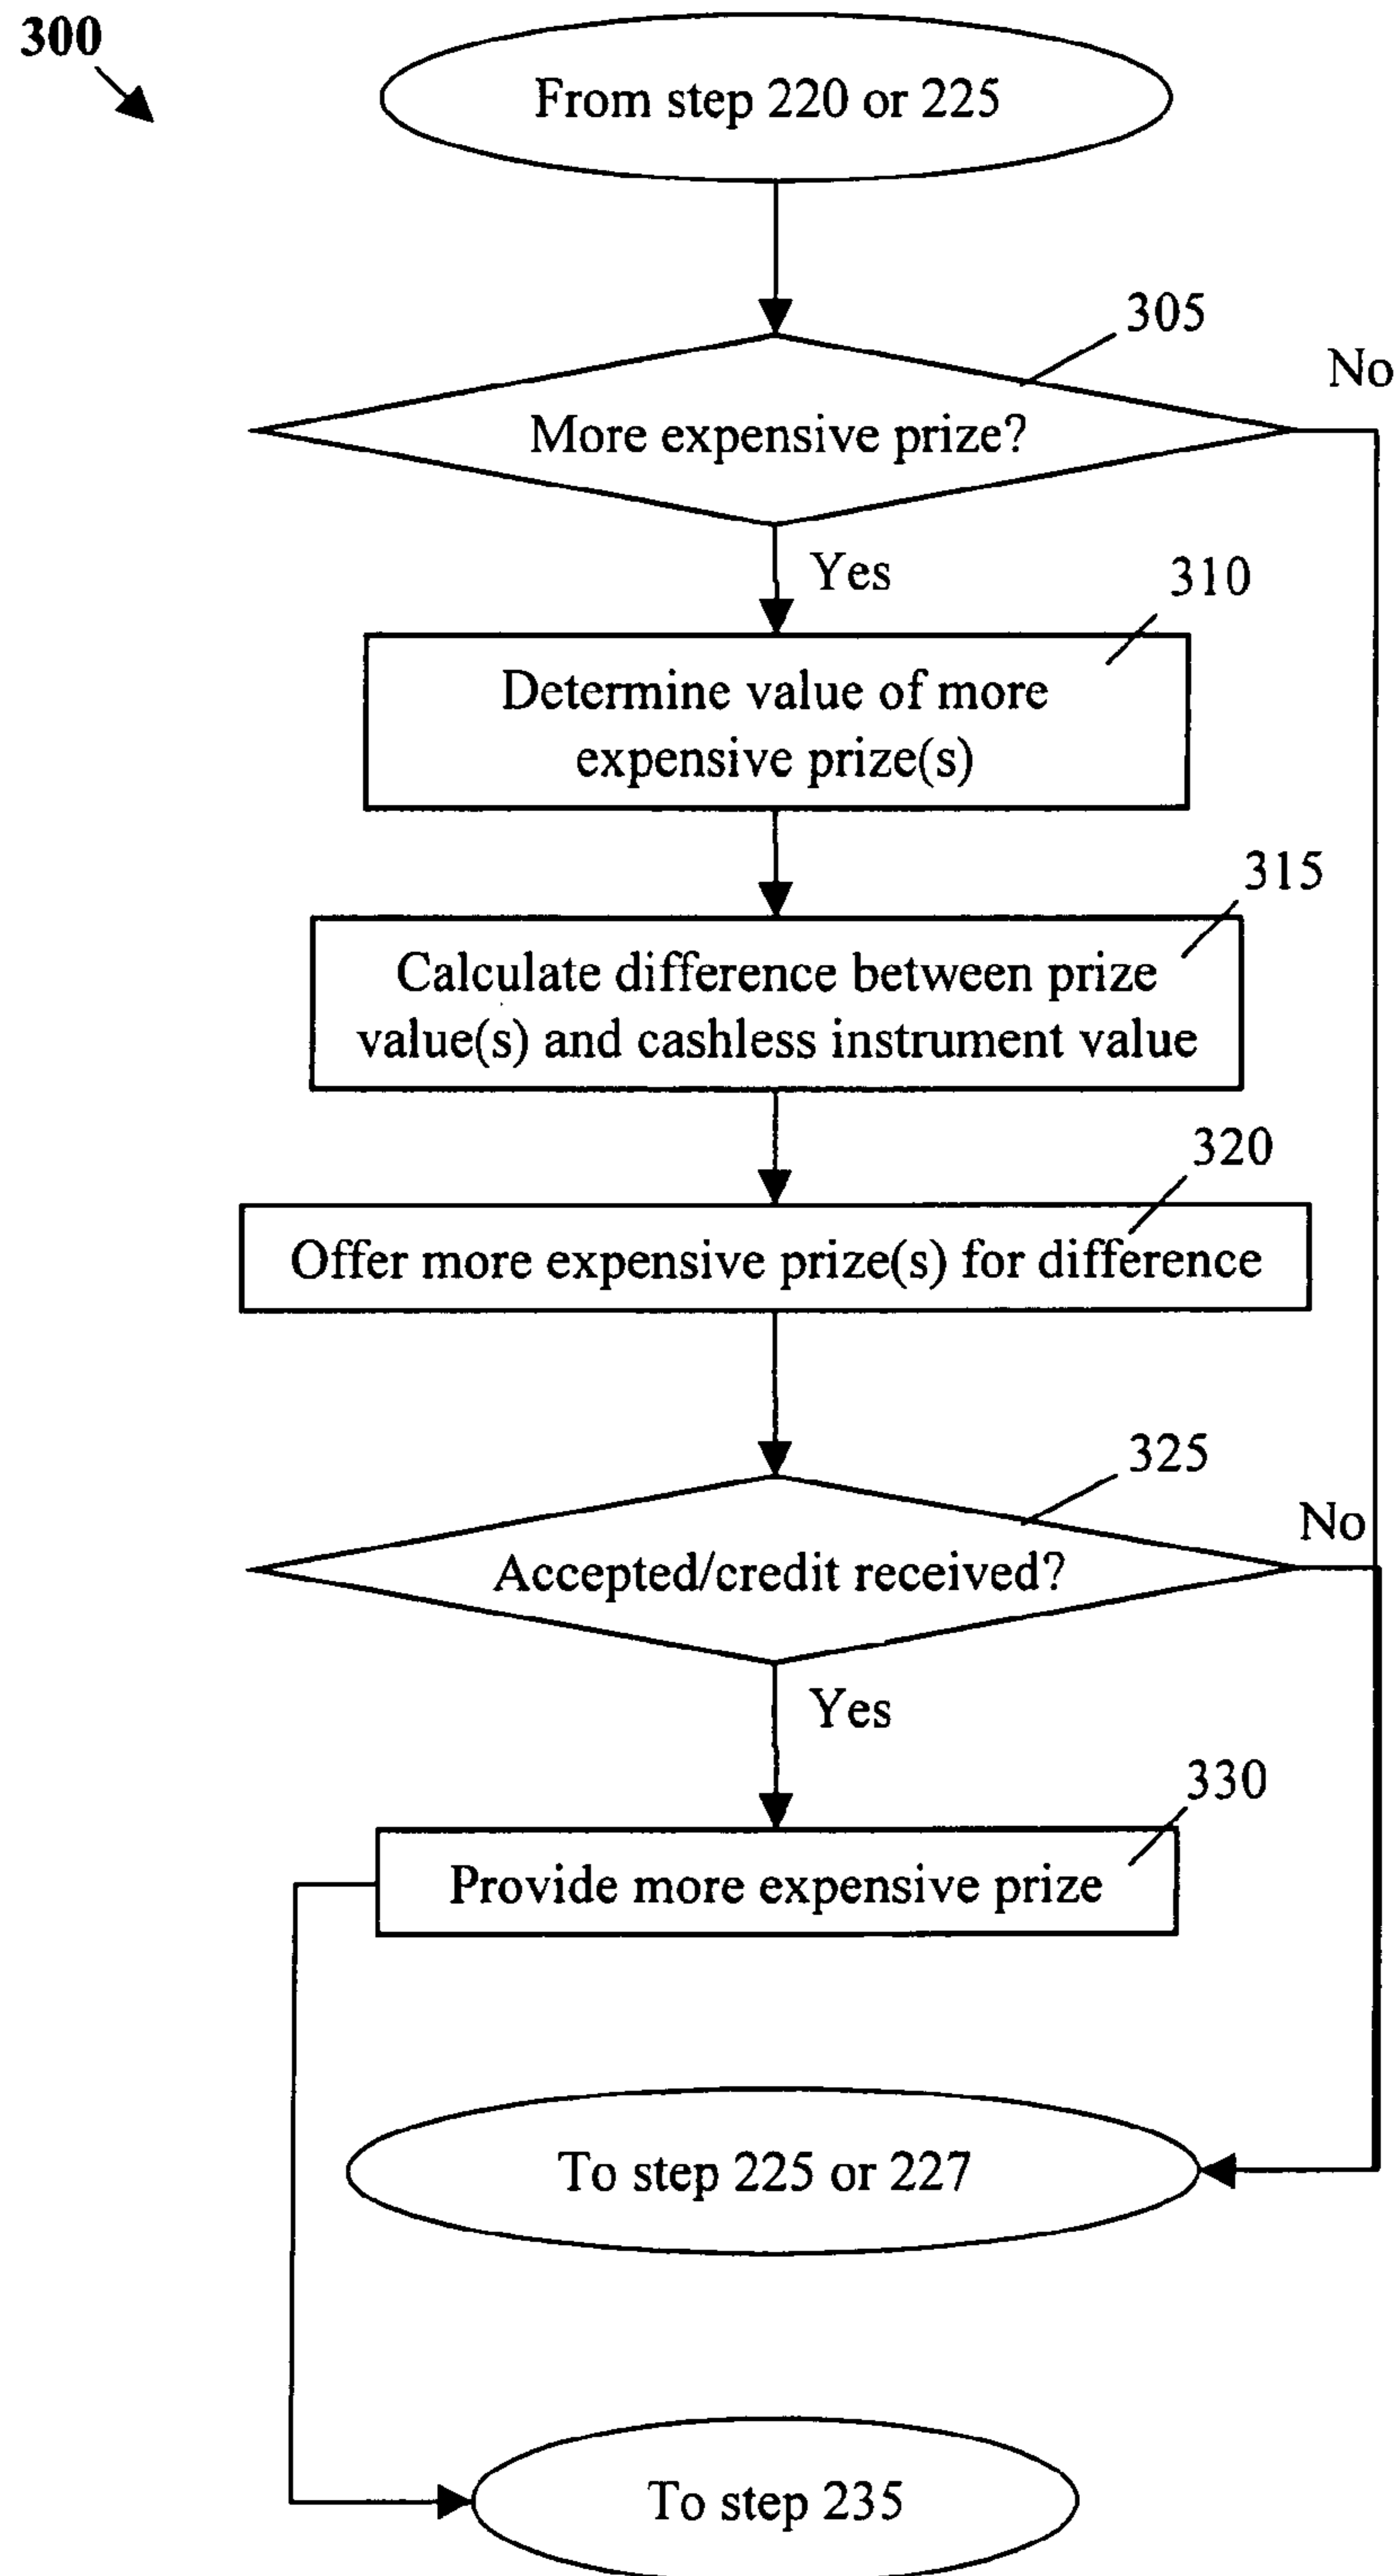 300
From step 220 or 225
305
No
More expensive prize?
Yes
310
Determine value of more
expensive prize(s)
315
Calculate difference between prize
value(s) and cashless instrument value
320
Offer more expensive prize(s) for difference
325
No
Accepted/credit received?
Yes
330
Provide more expensive prize
To step 225 or 227
To step 235